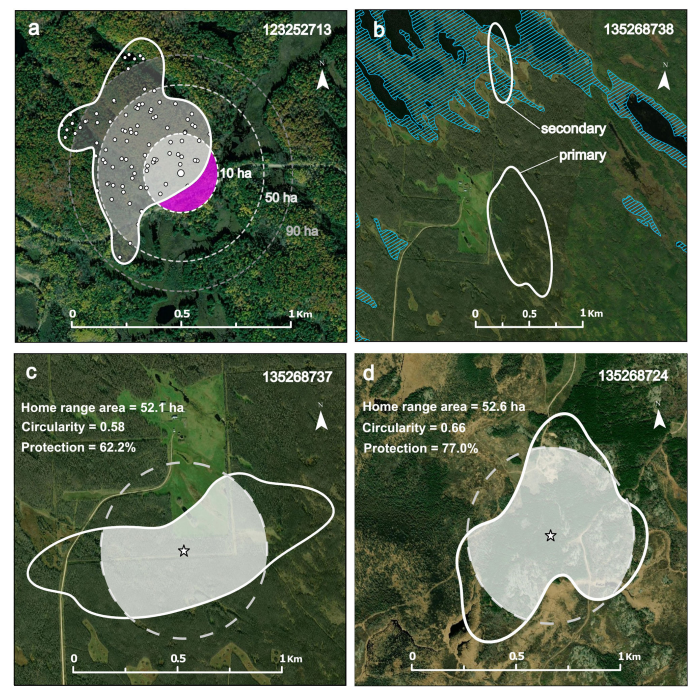 a
123252713
N
10 ha
50 ha
90 ha
0
0.5
1 Km
b
135268738
N
secondary
primary
0
0.5
1 Km
c
135268737
Home range area = 52.1 ha
Circularity = 0.58
Protection = 62.2%
N
0
0.5
1 Km
d
135268724
Home range area = 52.6 ha
Circularity = 0.66
Protection = 77.0%
N
0
0.5
1 Km